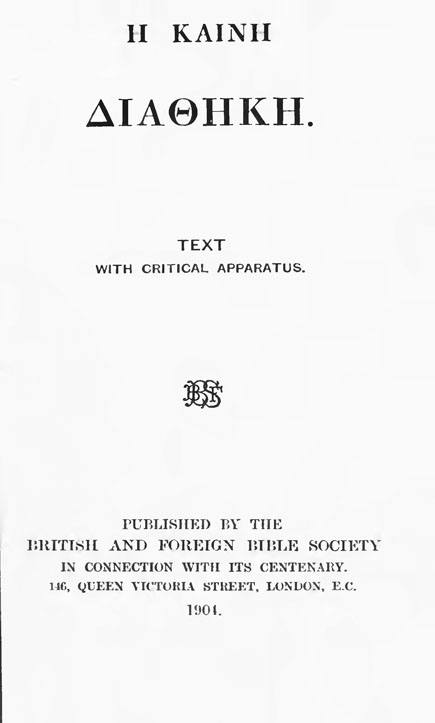 Η ΚΑΙΝΗ
ΔΙΑΘΗΚΗ.
TEXT
WITH CRITICAL APPARATUS.
BFBS
PUBLISHED BY THE
BRITISH AND FOREIGN BIBLE SOCIETY
IN CONNECTION WITH ITS CENTENARY.
146, QUEEN VICTORIA STREET, LONDON, E.C.
1904.